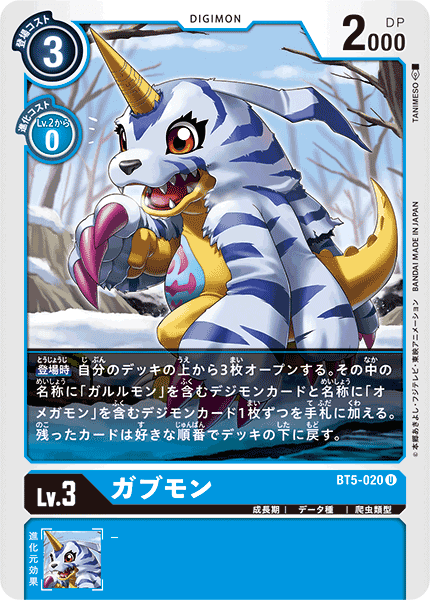 DIGIMON
登場コスト
3
DP
2000
進化コスト
Lv.2から
0
TANIMESO
BANDAI MADE IN JAPAN
© 本郷あきよし・フジテレビ・東映アニメーション
登場時 自分のデッキの上から3枚オープンする。その中の
名称に「ガルルモン」を含むデジモンカードと名称に「オ
メガモン」を含むデジモンカード1枚ずつを手札に加える。
残ったカードは好きな順番でデッキの下に戻す。
BT5-020 U
Lv.3
ガブモン
成長期 | データ種 | 爬虫類型
進化元効果
–